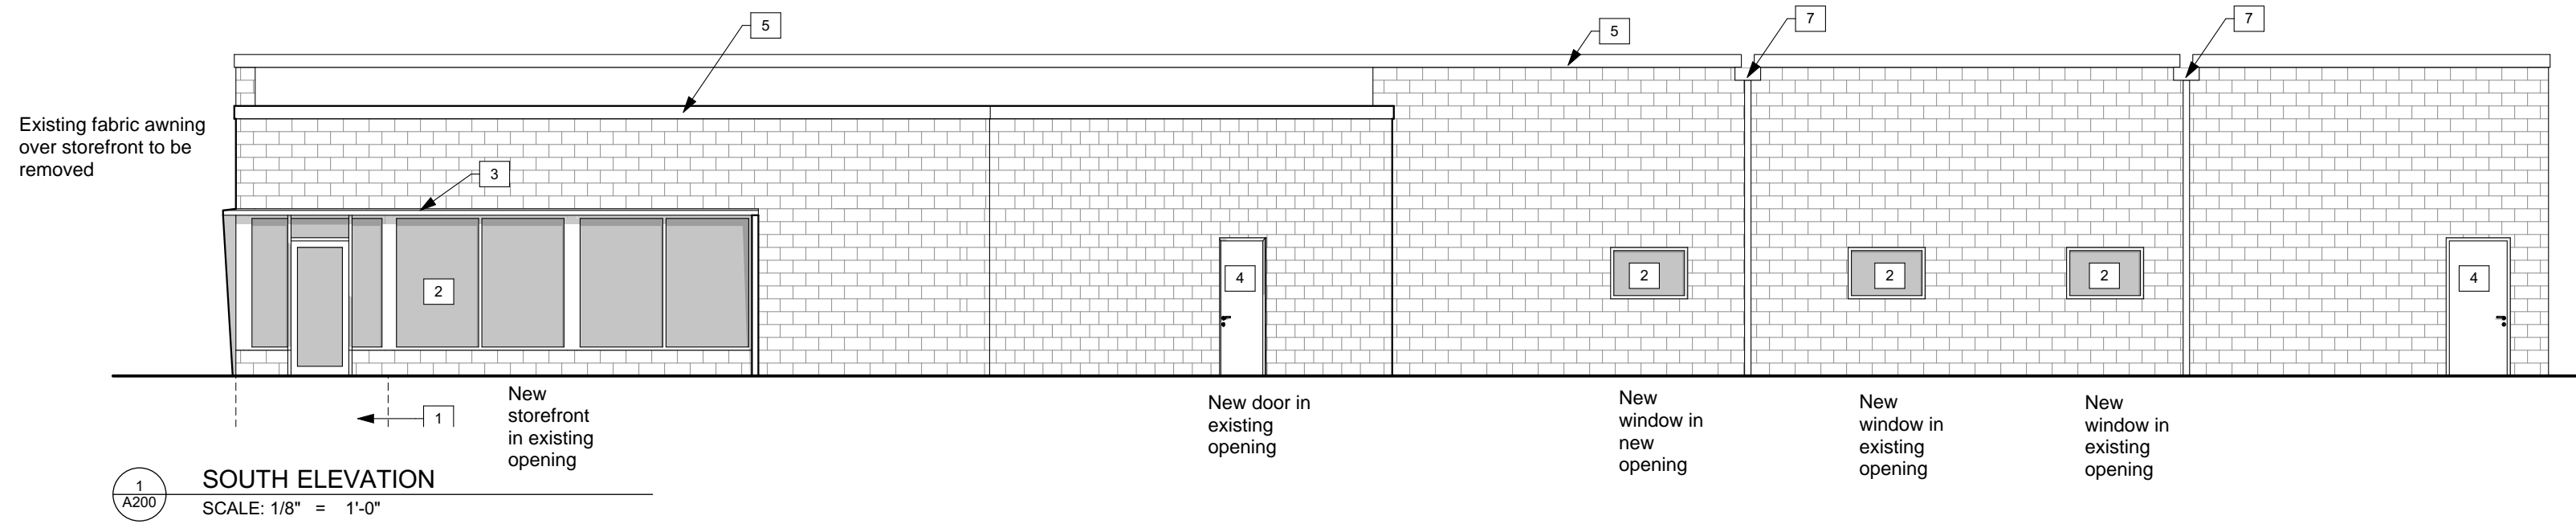 5
5
7
7
Existing fabric awning
over storefront to be
removed
3
2
4
2
2
2
4
1
New
storefront
in existing
opening
New door in
existing
opening
New
window in
new
opening
New
window in
existing
opening
New
window in
existing
opening
1
A200
SOUTH ELEVATION
SCALE: 1/8" = 1'-0"